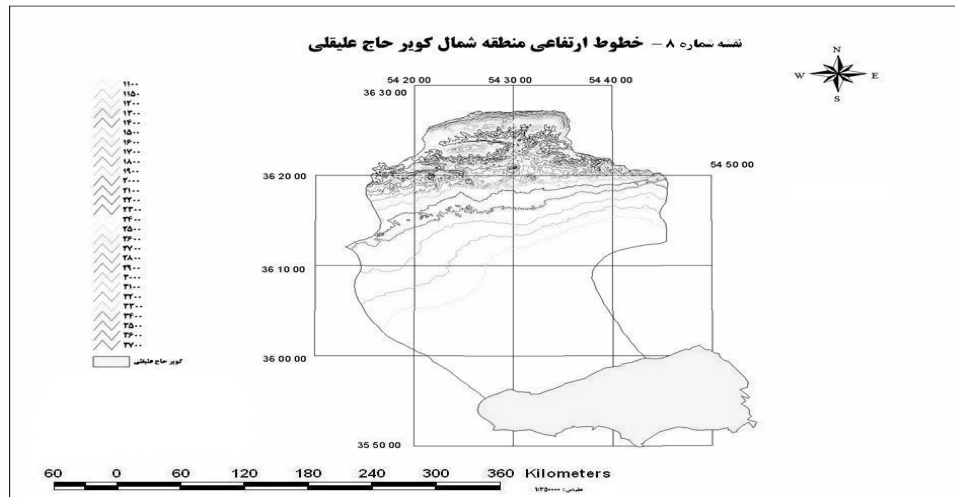 نقشه شماره ۸ – خطوط ارتفاعی منطقه شمال کویر حاج علیقلی
N
W E
S
54 20 00 54 30 00 54 40 00
36 30 00
54 50 00
36 20 00
36 10 00
36 00 00
35 50 00
۱۱۰۰
۱۱۵۰
۱۲۰۰
۱۳۰۰
۱۴۰۰
۱۵۰۰
۱۶۰۰
۱۷۰۰
۱۸۰۰
۱۹۰۰
۲۰۰۰
۲۱۰۰
۲۲۰۰
۲۳۰۰
۲۴۰۰
۲۵۰۰
۲۶۰۰
۲۷۰۰
۲۸۰۰
۲۹۰۰
۳۰۰۰
۳۱۰۰
۳۲۰۰
۳۳۰۰
۳۴۰۰
۳۵۰۰
۳۶۰۰
۳۷۰۰
کویر حاج علیقلی
60 0 60 120 180 240 300 360 Kilometers
مقیاس: ۱:۳۵۰۰۰۰